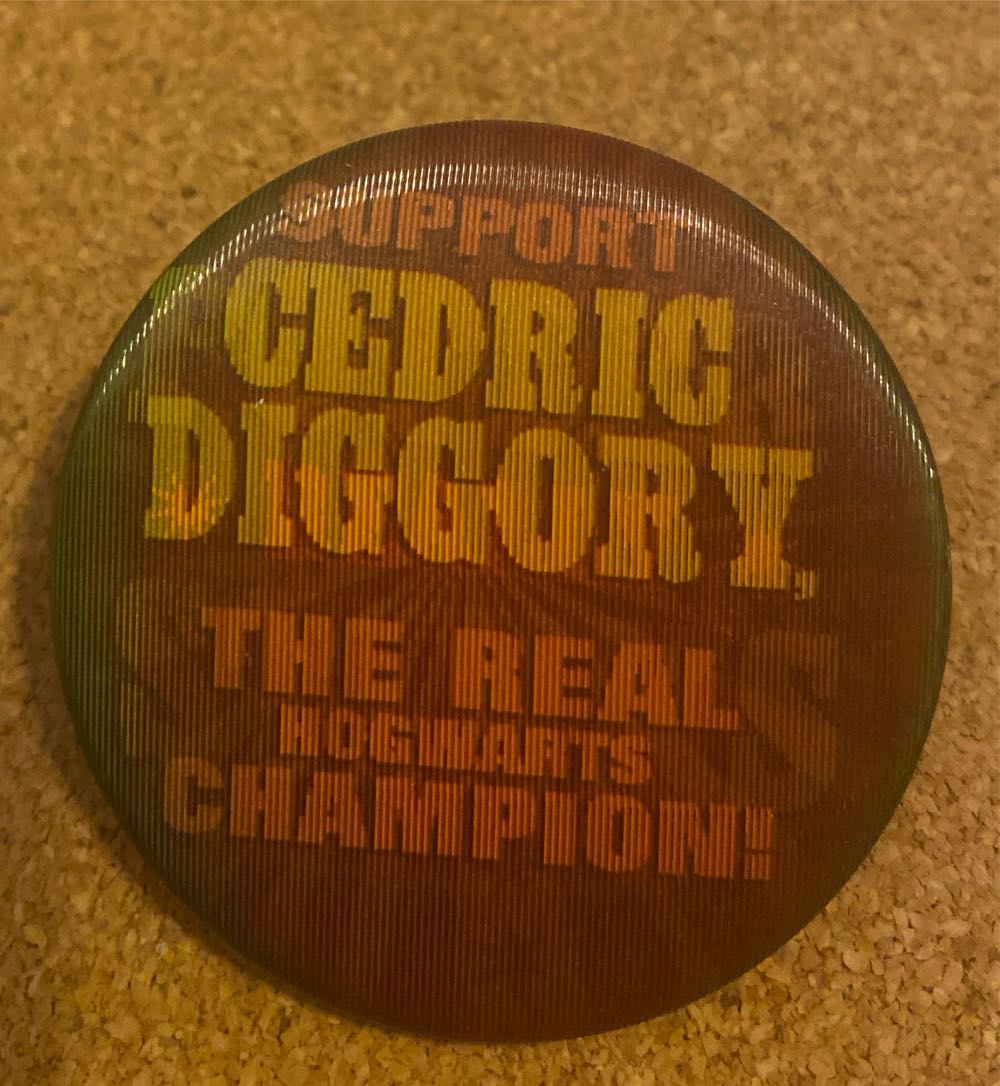 SUPPORT
CEDRIC
DIGGORY,
THE REAL
HOGWARTS
CHAMPION!